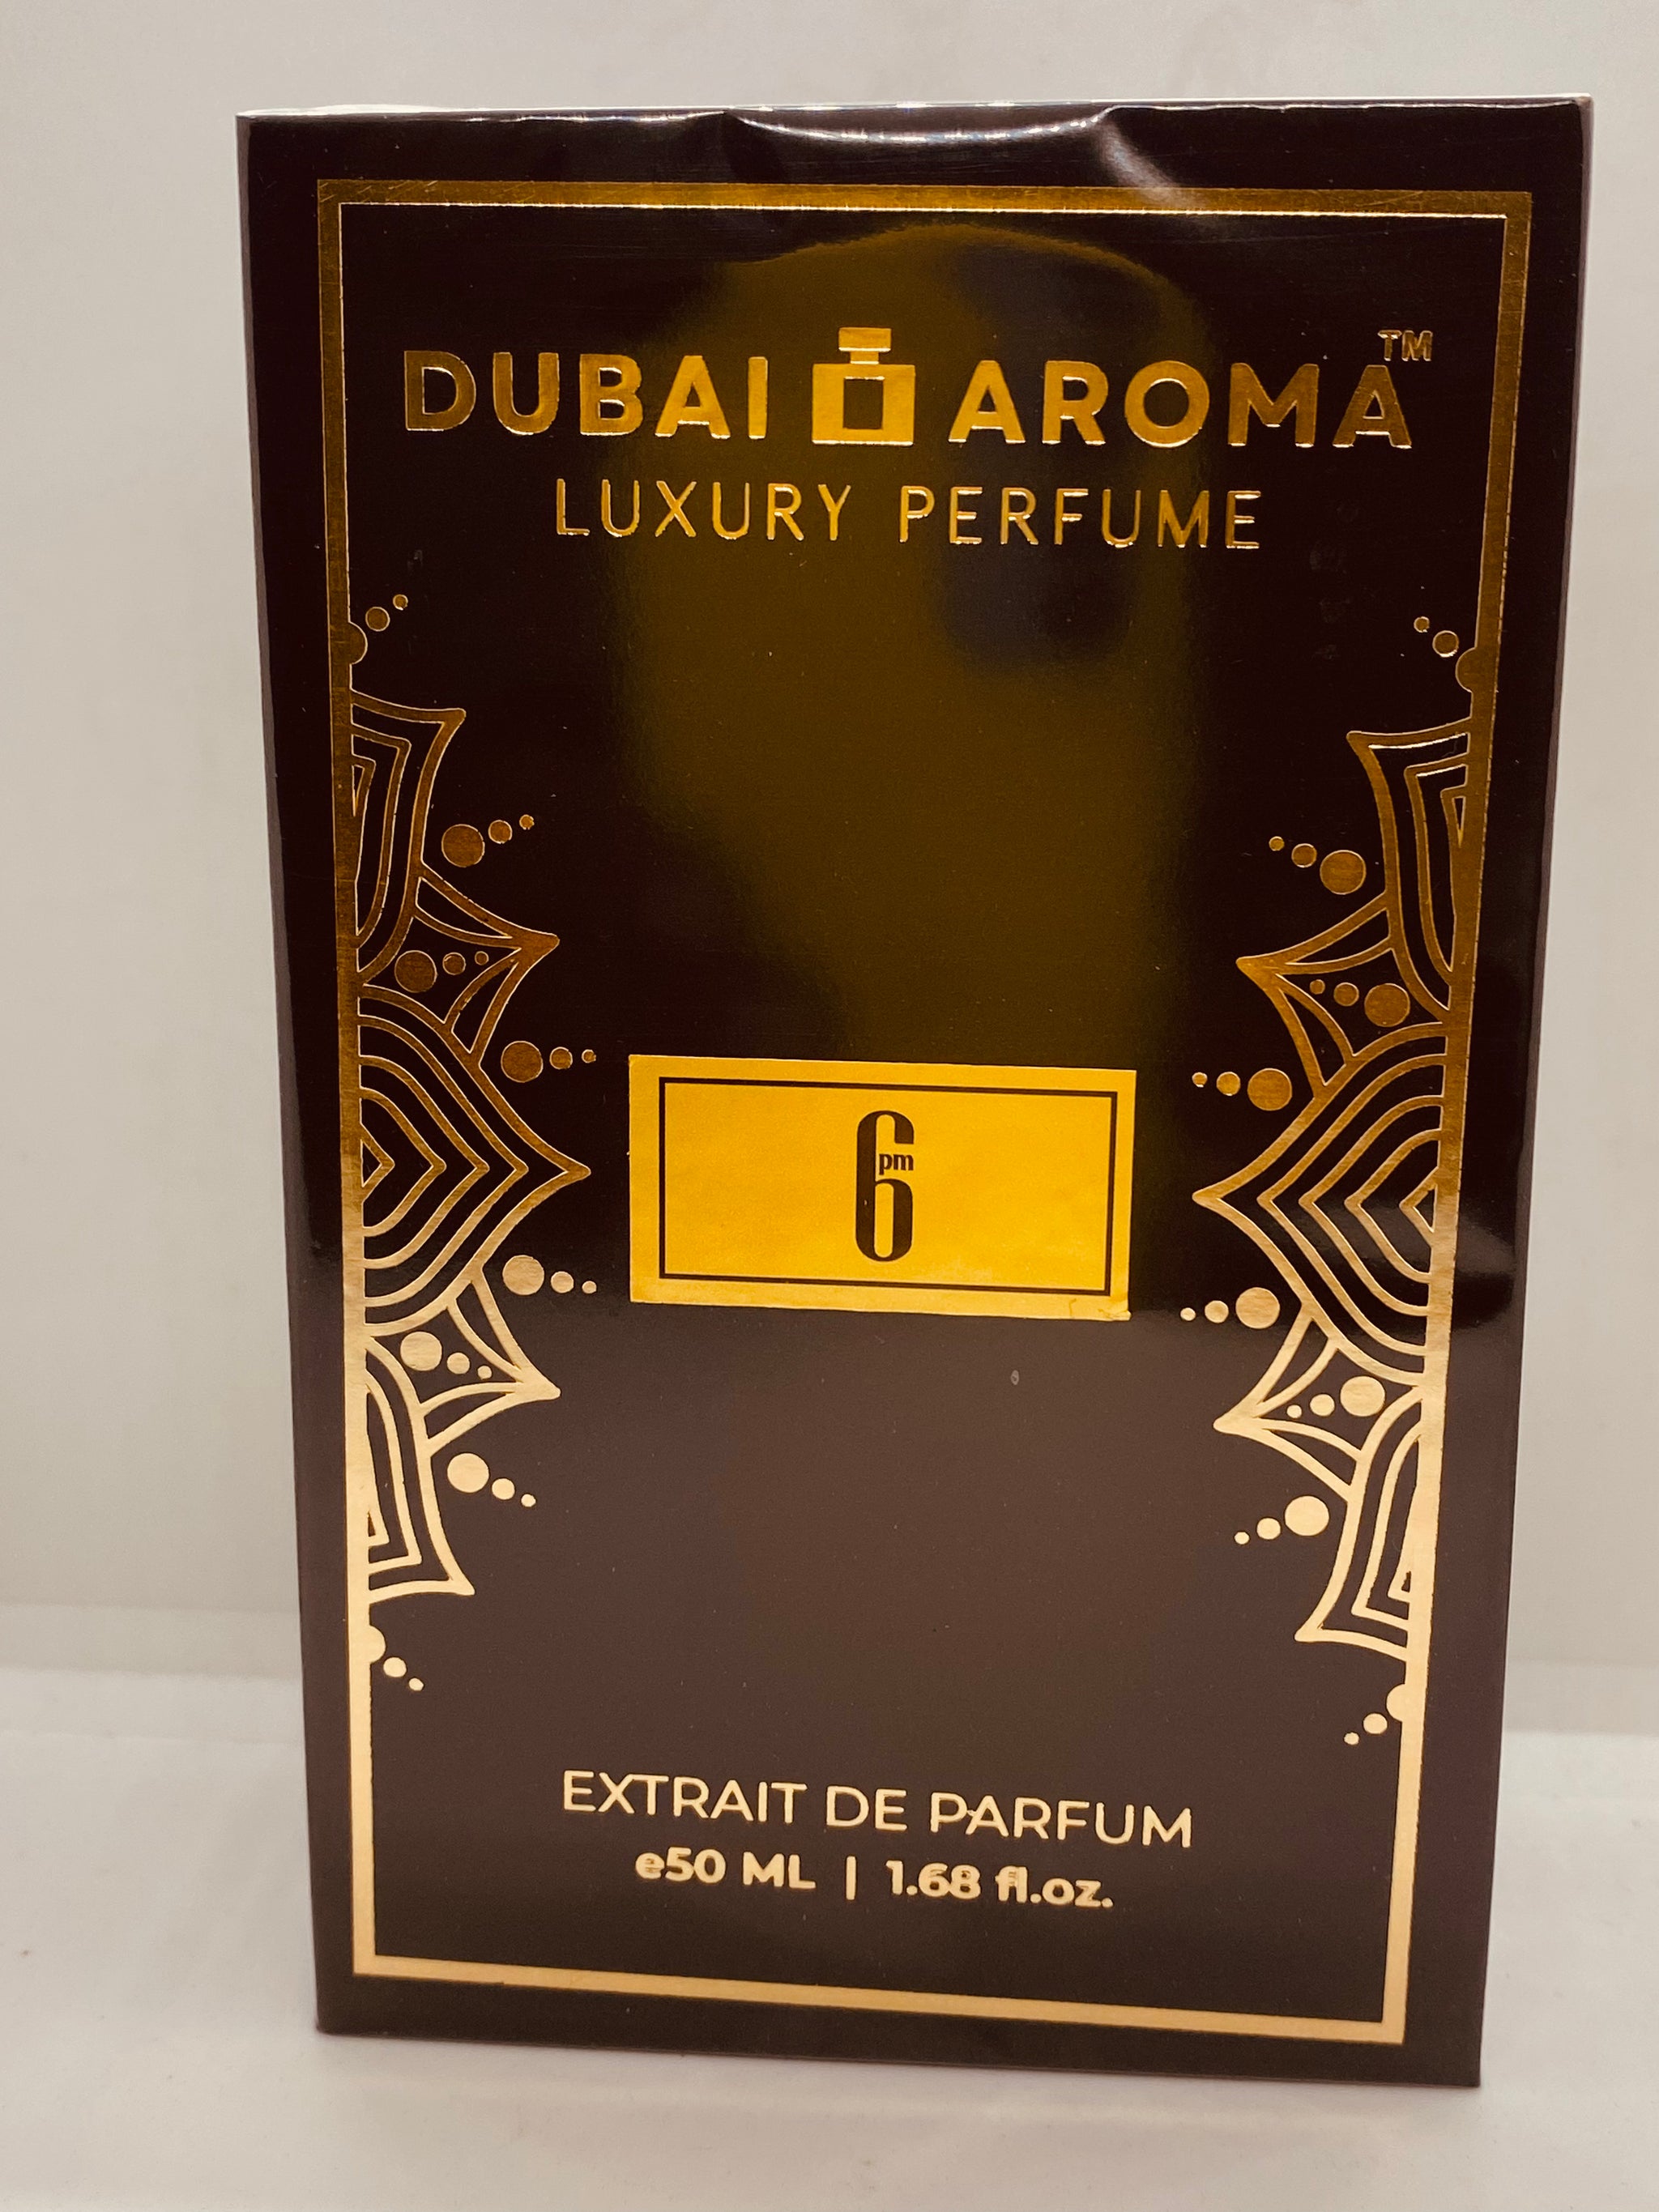 DUBAI AROMA™
LUXURY PERFUME
6pm
EXTRAIT DE PARFUM
e50 ML | 1.68 fl.oz.